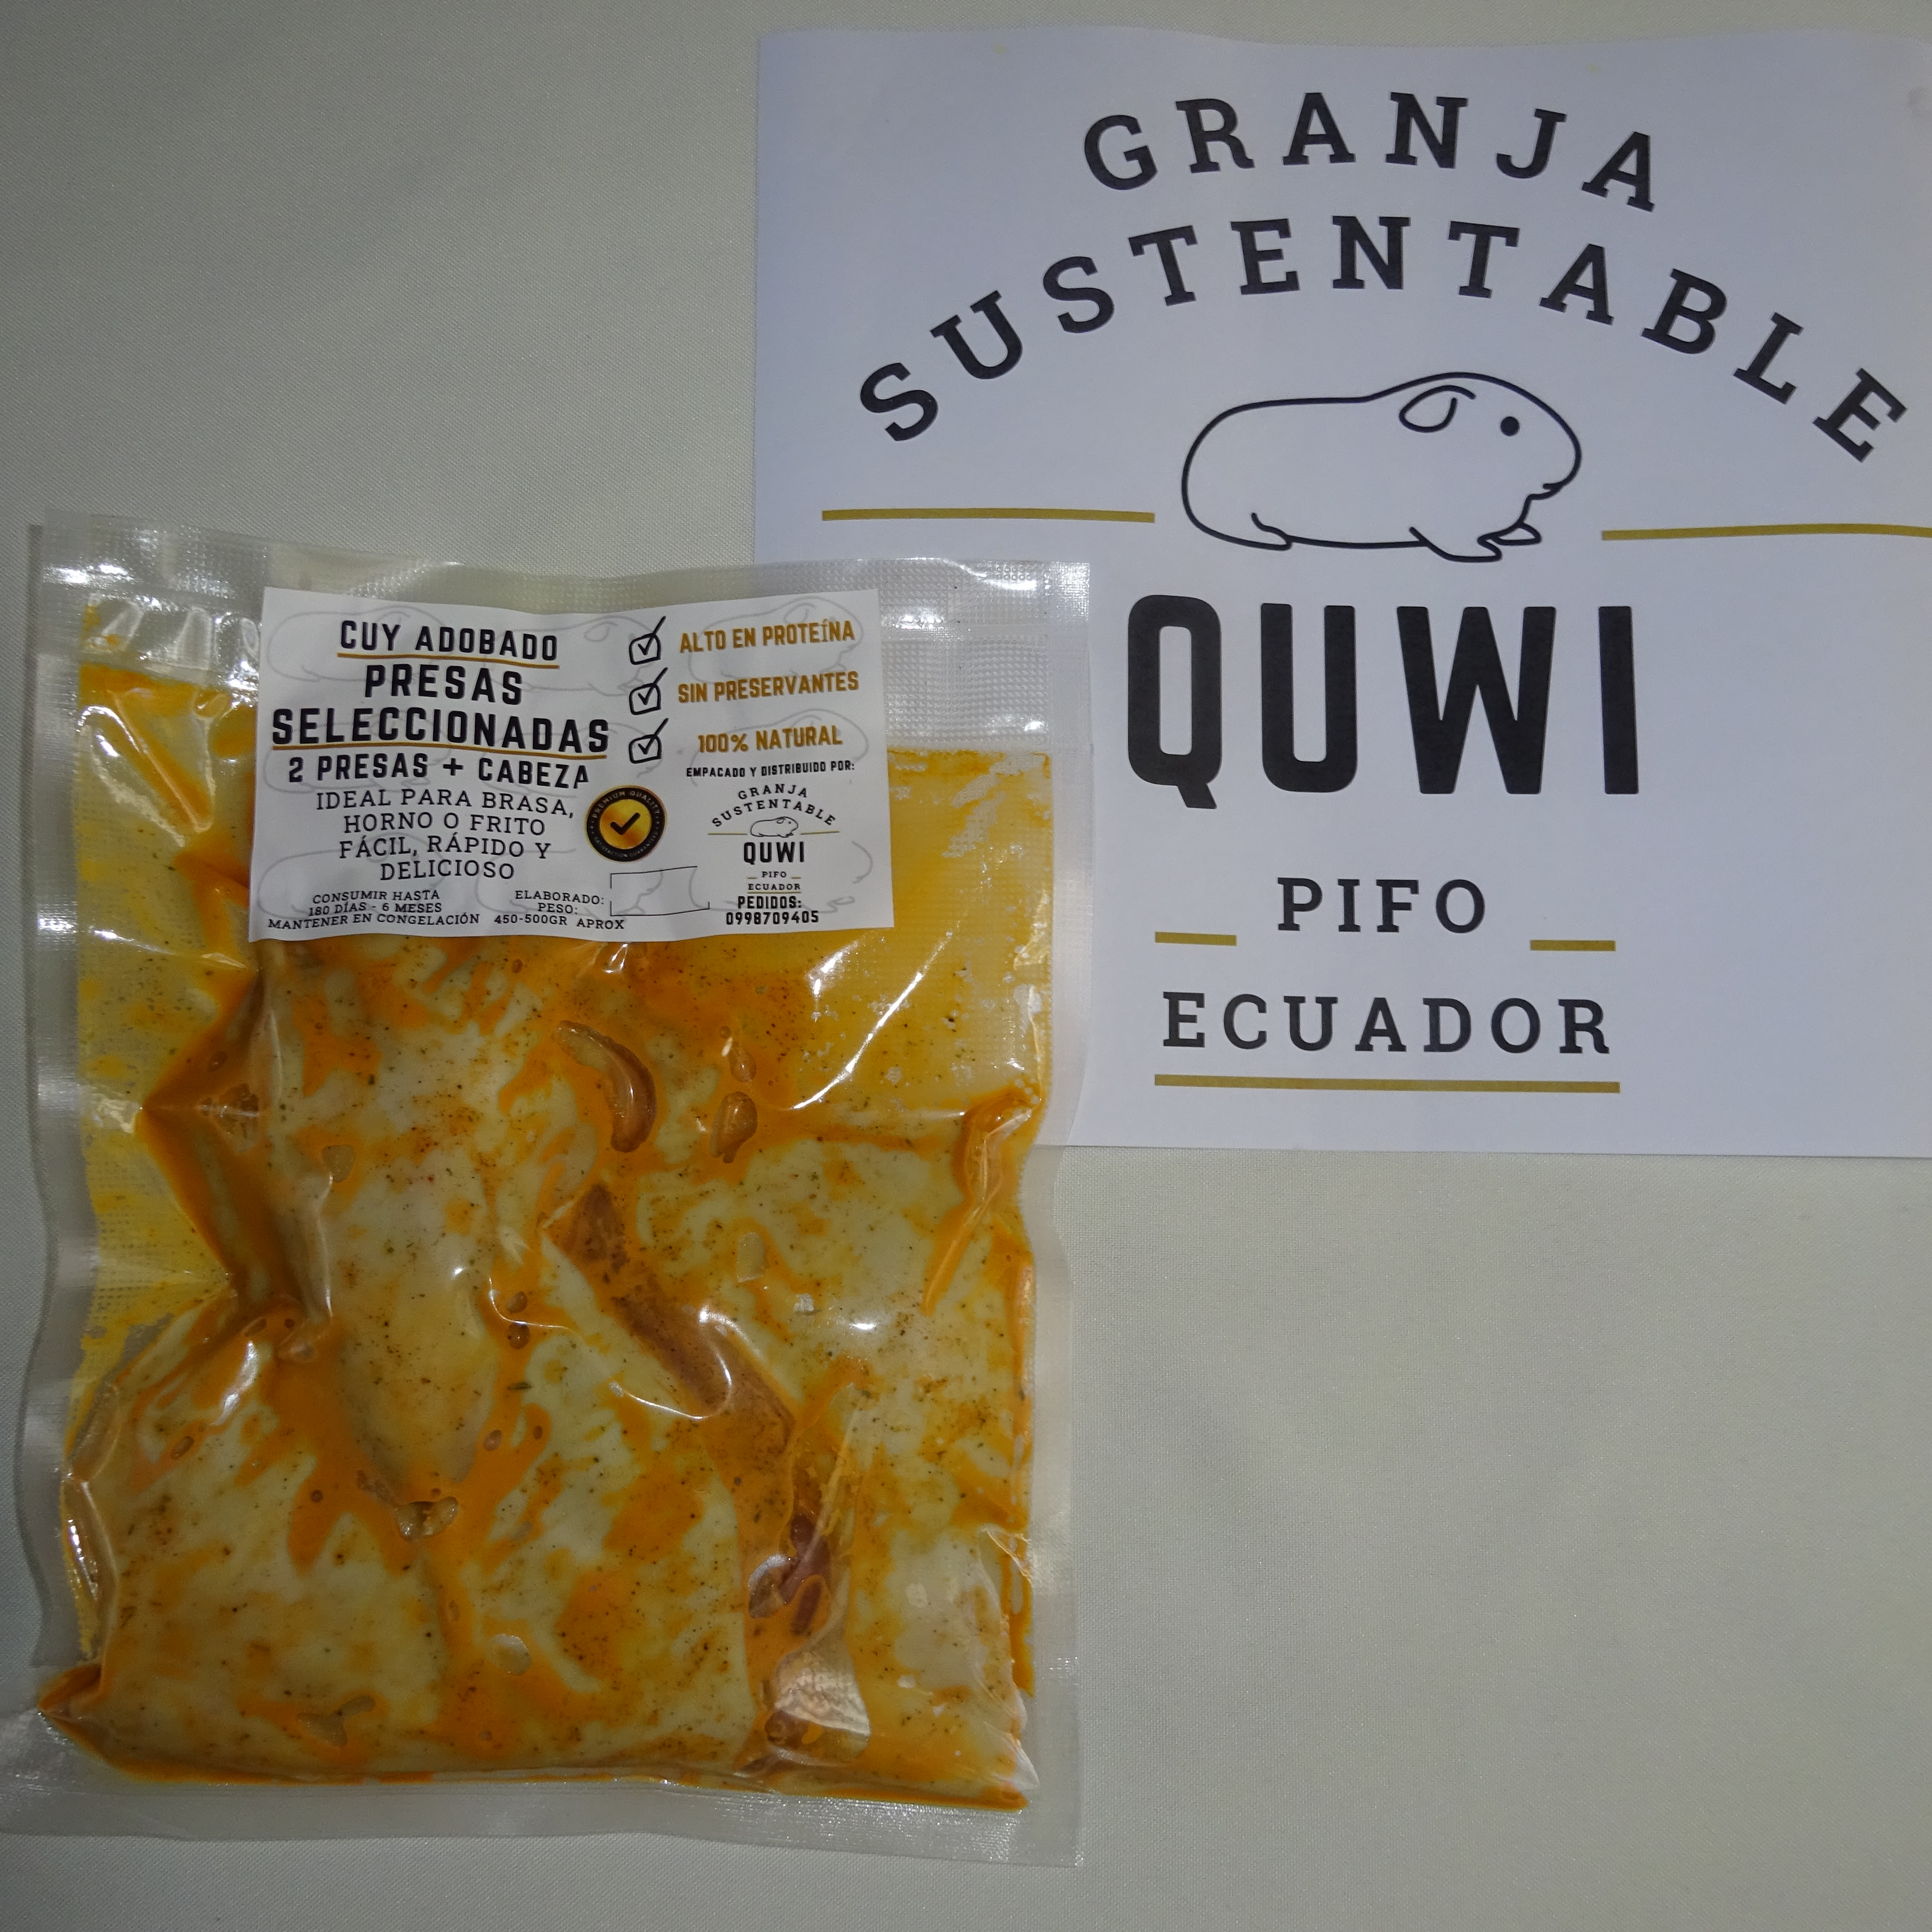 GRANJA
SUSTENTABLE
QUWI
PIFO
ECUADOR
CUY ADOBADO
PRESAS
SELECCIONADAS
2 PRESAS + CABEZA
IDEAL PARA BRASA,
HORNO O FRITO
FÁCIL, RÁPIDO Y
DELICIOSO
CONSUMIR HASTA
180 DÍAS - 6 MESES
MANTENER EN CONGELACIÓN
ELABORADO:
PESO:
450-500GR APROX
ALTO EN PROTEÍNA
SIN PRESERVANTES
100% NATURAL
EMPACADO Y DISTRIBUIDO POR:
GRANJA
SUSTENTABLE
QUWI
PIFO
ECUADOR
PEDIDOS:
0998709405
PREMIUM QUALITY